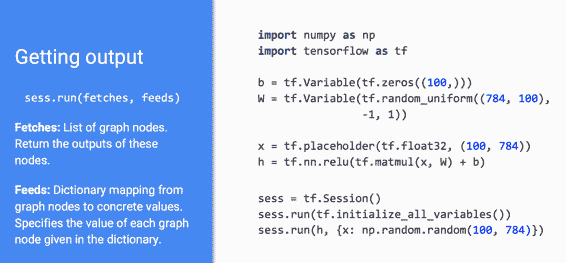 Getting output
sess.run(fetches, feeds)
Fetches: List of graph nodes.
Return the outputs of these
nodes.
Feeds: Dictionary mapping from
graph nodes to concrete values.
Specifies the value of each graph
node given in the dictionary.
import numpy as np
import tensorflow as tf
b = tf.Variable(tf.zeros((100,)))
W = tf.Variable(tf.random_uniform((784, 100),
-1, 1))
x = tf.placeholder(tf.float32, (100, 784))
h = tf.nn.relu(tf.matmul(x, W) + b)
sess = tf.Session()
sess.run(tf.initialize_all_variables())
sess.run(h, {x: np.random.random(100, 784)})